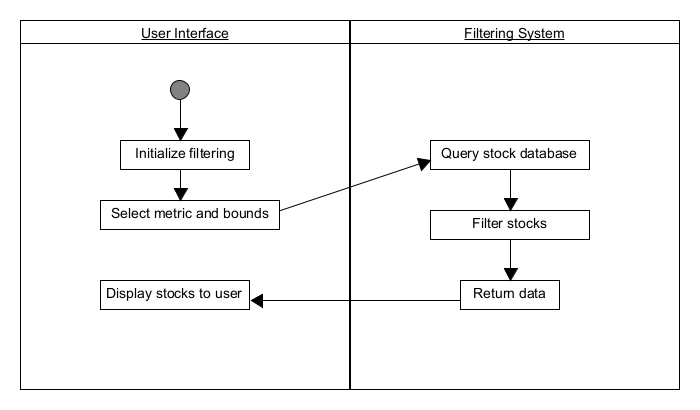 User Interface
Filtering System
Initialize filtering
Select metric and bounds
Query stock database
Filter stocks
Return data
Display stocks to user